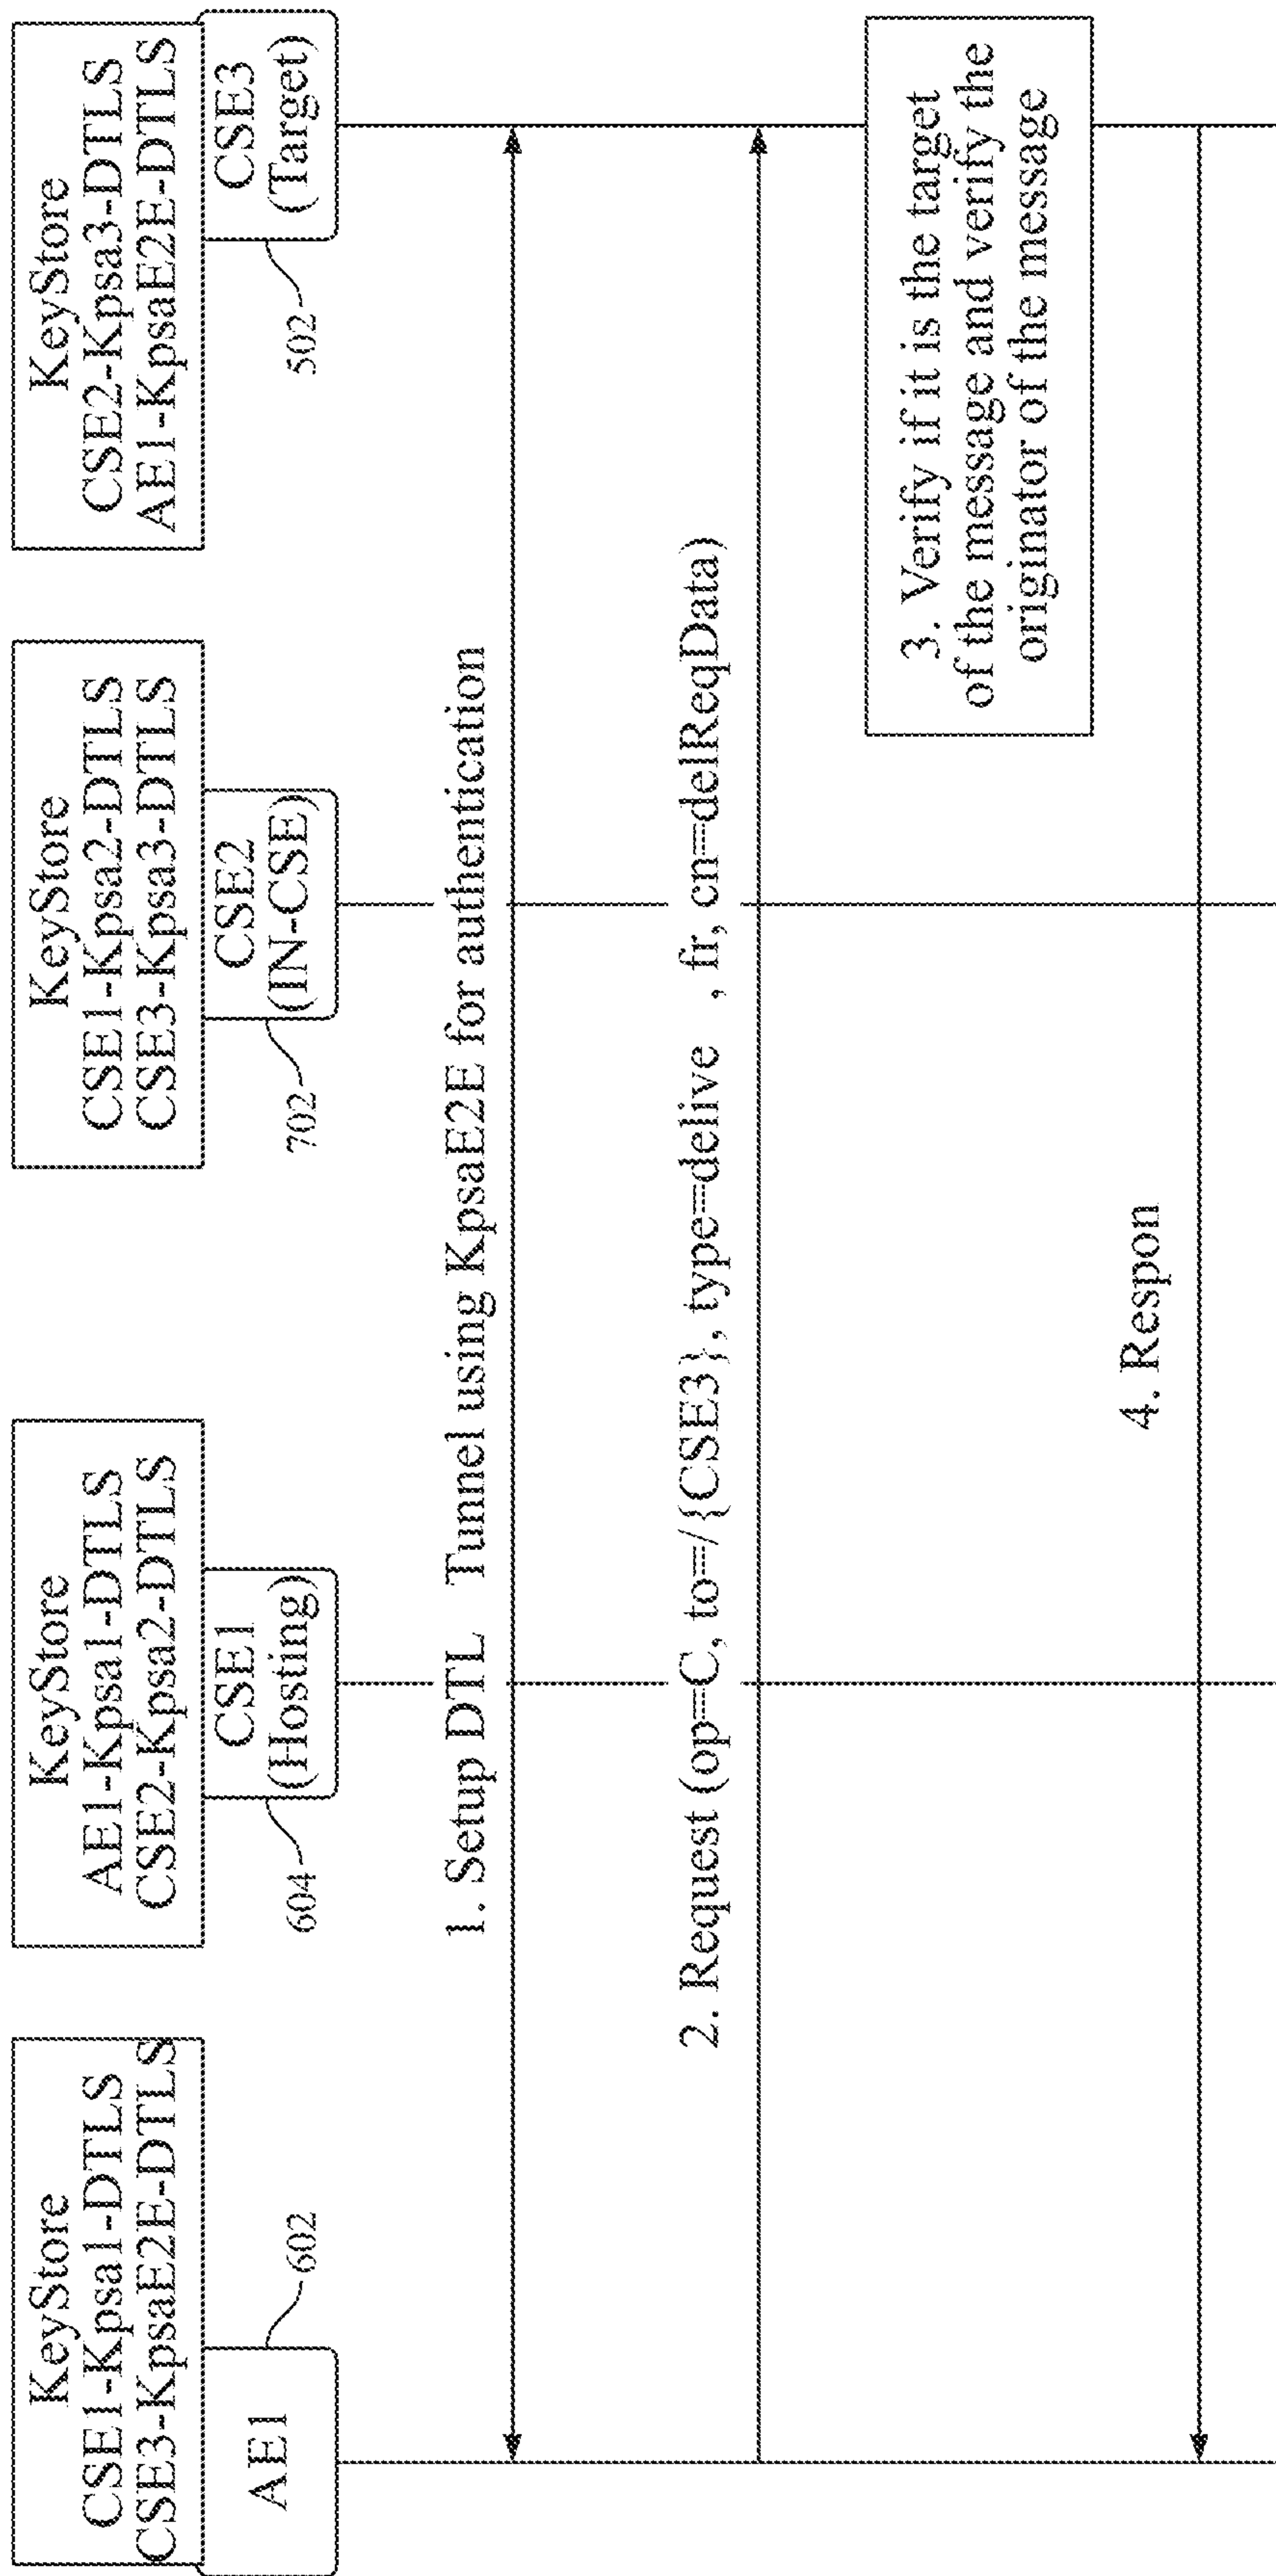 KeyStore
CSE1-Kpsa1-DTLS
CSE3-KpsaE2E-DTLS
AE1
602
KeyStore
AE1-Kpsa1-DTLS
CSE2-Kpsa2-DTLS
CSE1
(Hosting)
604
KeyStore
CSE1-Kpsa2-DTLS
CSE3-Kpsa3-DTLS
CSE2
(IN-CSE)
702
KeyStore
CSE2-Kpsa3-DTLS
AE1-KpsaE2E-DTLS
CSE3
(Target)
502
1. Setup DTL Tunnel using KpsaE2E for authentication
2. Request (op=C, to=/{CSE3}, type=delive , fr, cn=delReqData)
3. Verify if it is the target
of the message and verify the
originator of the message
4. Respon